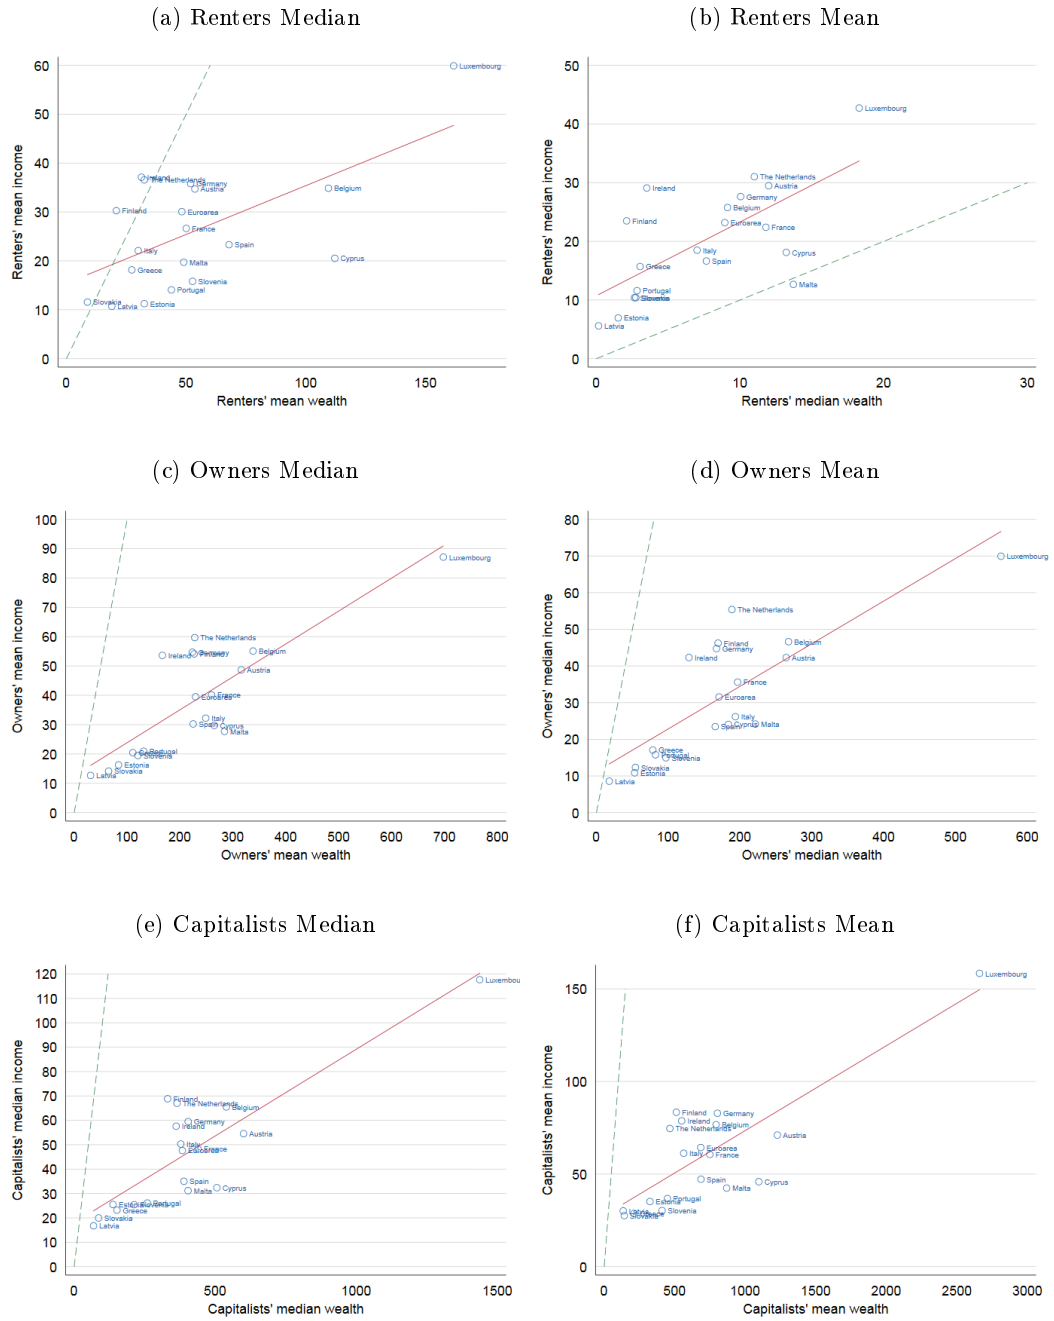 (a) Renters Median
60
50
40
30
20
10
0
Renters' mean income
Luxembourg
Ireland
The Netherlands
Germany
Austria
Belgium
Finland
Euroarea
France
Spain
Italy
Cyprus
Malta
Greece
Slovenia
Portugal
Slovakia
Latvia
Estonia
0 50 100 150
Renters' mean wealth
(b) Renters Mean
50
40
30
20
10
0
Renters' median income
Luxembourg
The Netherlands
Ireland
Austria
Germany
Belgium
Finland
Euroarea
France
Italy
Cyprus
Spain
Greece
Malta
Portugal
Slovenia
Estonia
Latvia
0 10 20 30
Renters' median wealth
(c) Owners Median
100
90
80
70
60
50
40
30
20
10
0
Owners' mean income
Luxembourg
The Netherlands
Belgium
Ireland
Germany
Finland
Austria
France
Euroarea
Italy
Spain
Cyprus
Malta
Portugal
Slovenia
Estonia
Slovakia
Latvia
0 100 200 300 400 500 600 700 800
Owners' mean wealth
(d) Owners Mean
80
70
60
50
40
30
20
10
0
Owners' median income
Luxembourg
The Netherlands
Finland
Belgium
Germany
Ireland
Austria
France
Euroarea
Italy
Cyprus
Malta
Spain
Greece
Portugal
Slovenia
Slovakia
Estonia
Latvia
0 100 200 300 400 500 600
Owners' median wealth
(e) Capitalists Median
120
110
100
90
80
70
60
50
40
30
20
10
0
Capitalists' median income
Luxembou
Finland
The Netherlands
Belgium
Germany
Ireland
Austria
Italy
France
Euroarea
Spain
Cyprus
Malta
Portugal
Estonia
Slovenia
Greece
Slovakia
Latvia
0 500 1000 1500
Capitalists' median wealth
(f) Capitalists Mean
150
100
50
0
Capitalists' mean income
Luxembourg
Finland
Germany
Ireland
Belgium
The Netherlands
Austria
Euroarea
Italy
France
Spain
Cyprus
Malta
Portugal
Estonia
Slovenia
Latvia
Greece
Slovakia
0 500 1000 1500 2000 2500 3000
Capitalists' mean wealth